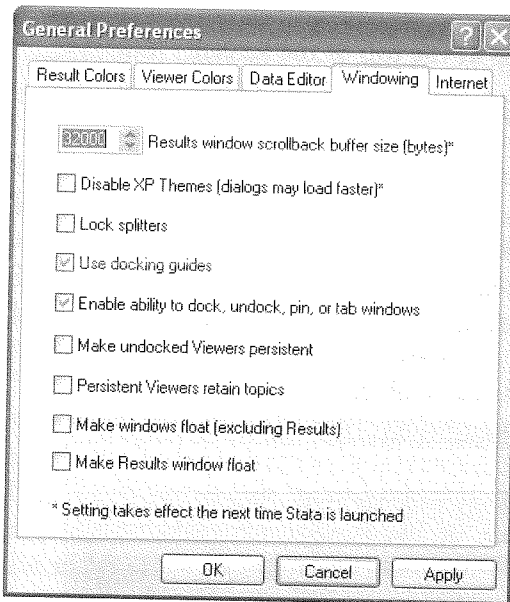 General Preferences
Result Colors Viewer Colors Data Editor Windowing Internet
32000 Results window scrollback buffer size (bytes)*
Disable XP Themes (dialogs may load faster)*
Lock splitters
Use docking guides
Enable ability to dock, undock, pin, or tab windows
Make undocked Viewers persistent
Persistent Viewers retain topics
Make windows float (excluding Results)
Make Results window float
* Setting takes effect the next time Stata is launched
OK Cancel Apply